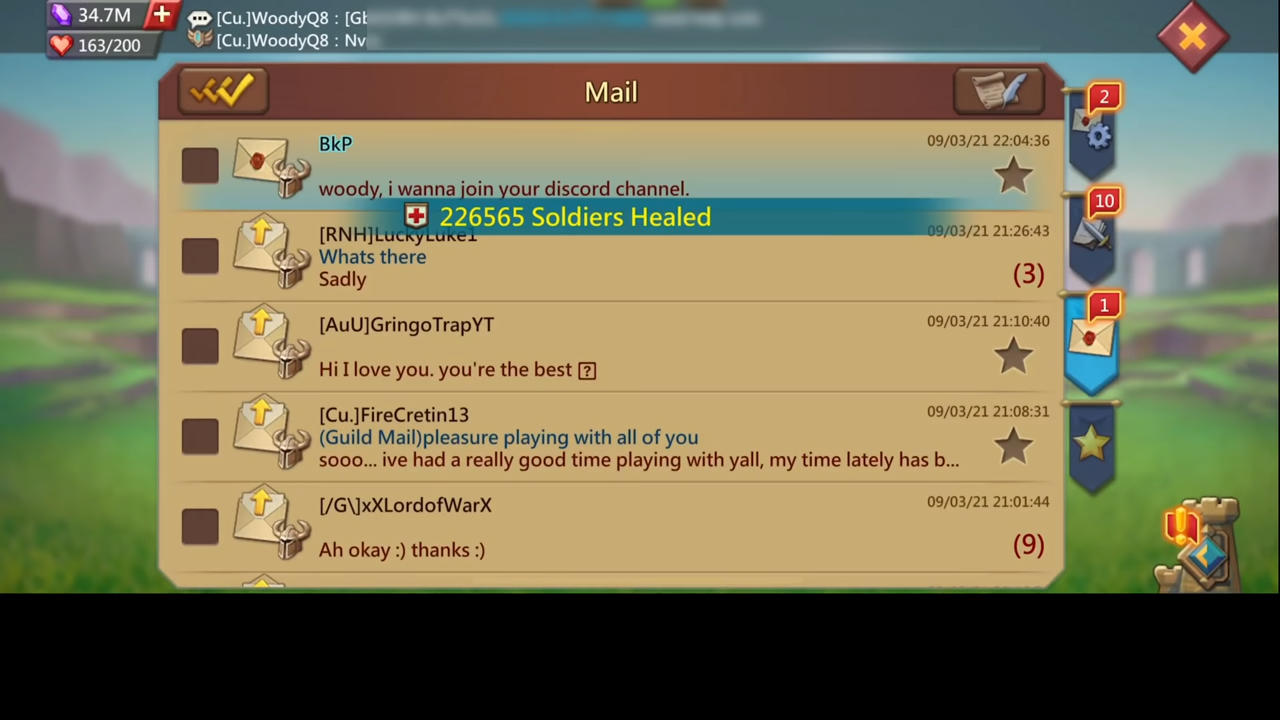 34.7M
[Cu.]WoodyQ8 : [Gb
163/200
[Cu.]WoodyQ8 : Nv
Mail
2
BkP
09/03/21 22:04:36
woody, i wanna join your discord channel.
226565 Soldiers Healed
10
[RNH]LuckyLuke1
09/03/21 21:26:43
Whats there
Sadly
(3)
1
[AuU]GringoTrapYT
09/03/21 21:10:40
Hi I love you. you're the best
[Cu.]FireCretin13
09/03/21 21:08:31
(Guild Mail)pleasure playing with all of you
sooo... ive had a really good time playing with yall, my time lately has b...
[/G\]xXLordofWarX
09/03/21 21:01:44
Ah okay :) thanks :)
(9)